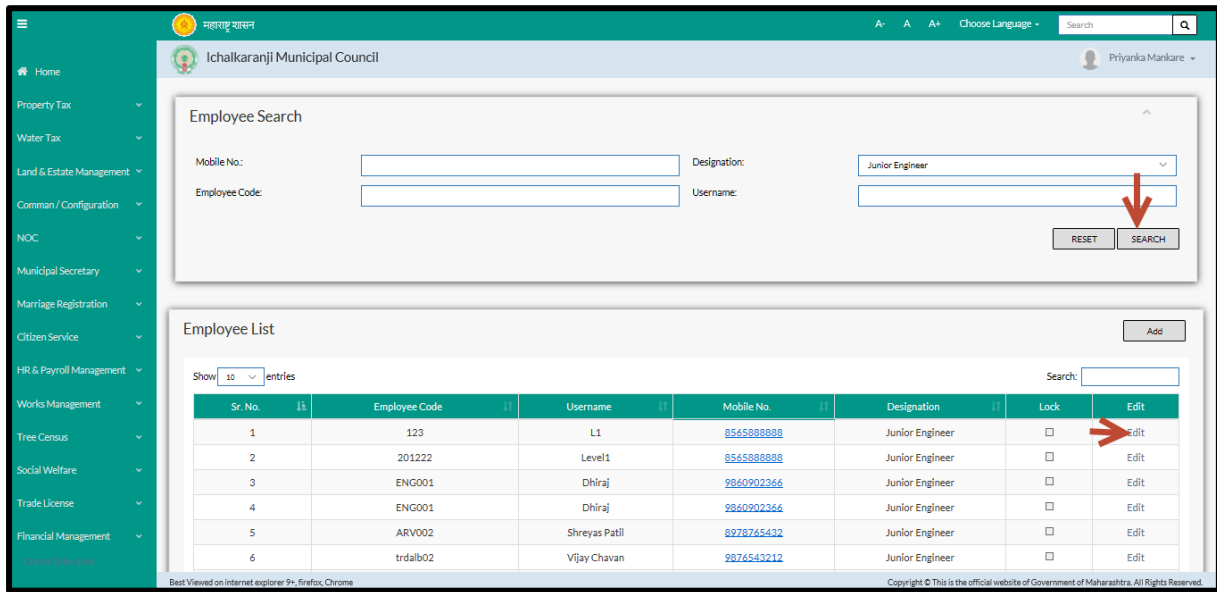 महाराष्ट्र शासन A- A A+ Choose Language Search
Ichalkaranji Municipal Council Priyanka Mankare
Home
Property Tax
Water Tax
Land & Estate Management
Comman / Configuration
NOC
Municipal Secretary
Marriage Registration
Citizen Service
HR & Payroll Management
Works Management
Tree Census
Social Welfare
Trade License
Financial Management
Employee Search
Mobile No.: Designation: Junior Engineer
Employee Code: Username:
RESET SEARCH
Employee List Add
Show 10 entries Search:
Sr. No. Employee Code Username Mobile No. Designation Lock Edit
1 123 L1 8565888888 Junior Engineer Edit
2 201222 Level1 8565888888 Junior Engineer Edit
3 ENG001 Dhiraj 9860902366 Junior Engineer Edit
4 ENG001 Dhiraj 9860902366 Junior Engineer Edit
5 ARV002 Shreyas Patil 8978765432 Junior Engineer Edit
6 trdalb02 Vijay Chavan 9876543212 Junior Engineer Edit
Best Viewed on internet explorer 9+, firefox, Chrome Copyright © This is the official website of Government of Maharashtra. All Rights Reserved.